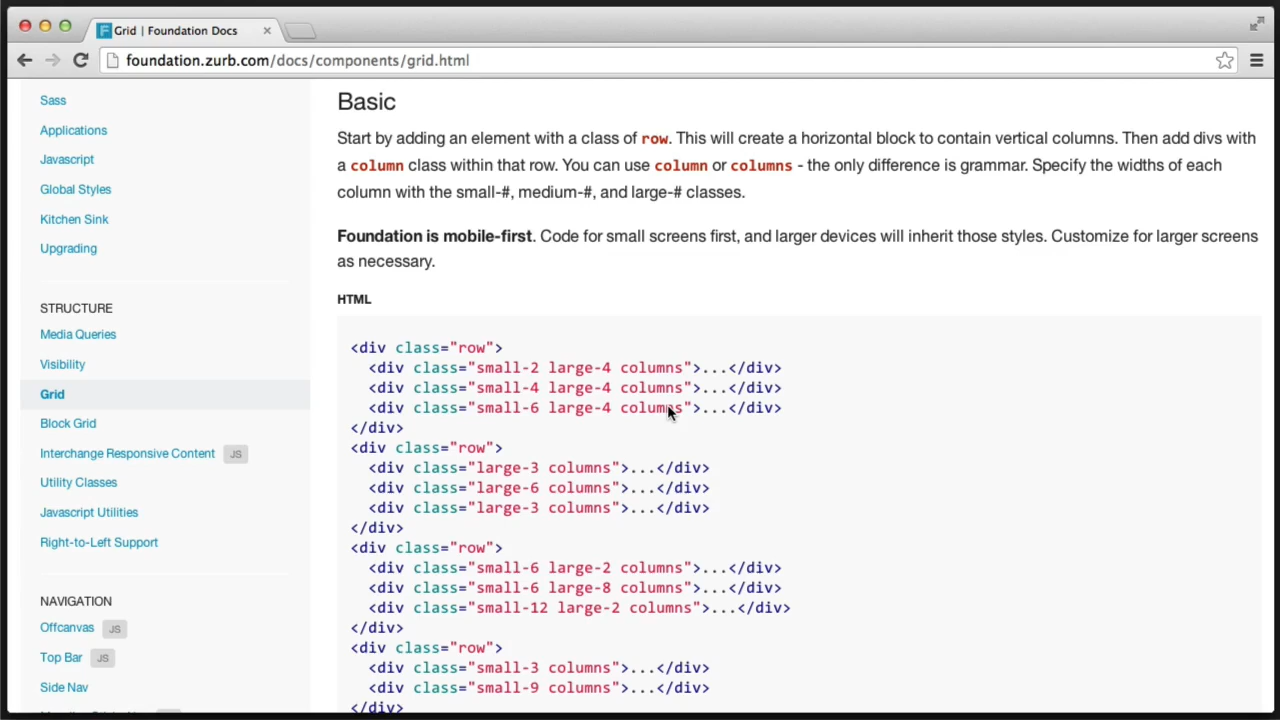 Grid | Foundation Docs
foundation.zurb.com/docs/components/grid.html
Sass
Applications
Javascript
Global Styles
Kitchen Sink
Upgrading
STRUCTURE
Media Queries
Visibility
Grid
Block Grid
Interchange Responsive Content JS
Utility Classes
Javascript Utilities
Right-to-Left Support
NAVIGATION
Offcanvas JS
Top Bar JS
Side Nav
Basic
Start by adding an element with a class of row. This will create a horizontal block to contain vertical columns. Then add divs with
a column class within that row. You can use column or columns - the only difference is grammar. Specify the widths of each
column with the small-#, medium-#, and large-# classes.
Foundation is mobile-first. Code for small screens first, and larger devices will inherit those styles. Customize for larger screens
as necessary.
HTML
<div class="row">
<div class="small-2 large-4 columns">...</div>
<div class="small-4 large-4 columns">...</div>
<div class="small-6 large-4 columns">...</div>
</div>
<div class="row">
<div class="large-3 columns">...</div>
<div class="large-6 columns">...</div>
<div class="large-3 columns">...</div>
</div>
<div class="row">
<div class="small-6 large-2 columns">...</div>
<div class="small-6 large-8 columns">...</div>
<div class="small-12 large-2 columns">...</div>
</div>
<div class="row">
<div class="small-3 columns">...</div>
<div class="small-9 columns">...</div>
</div>